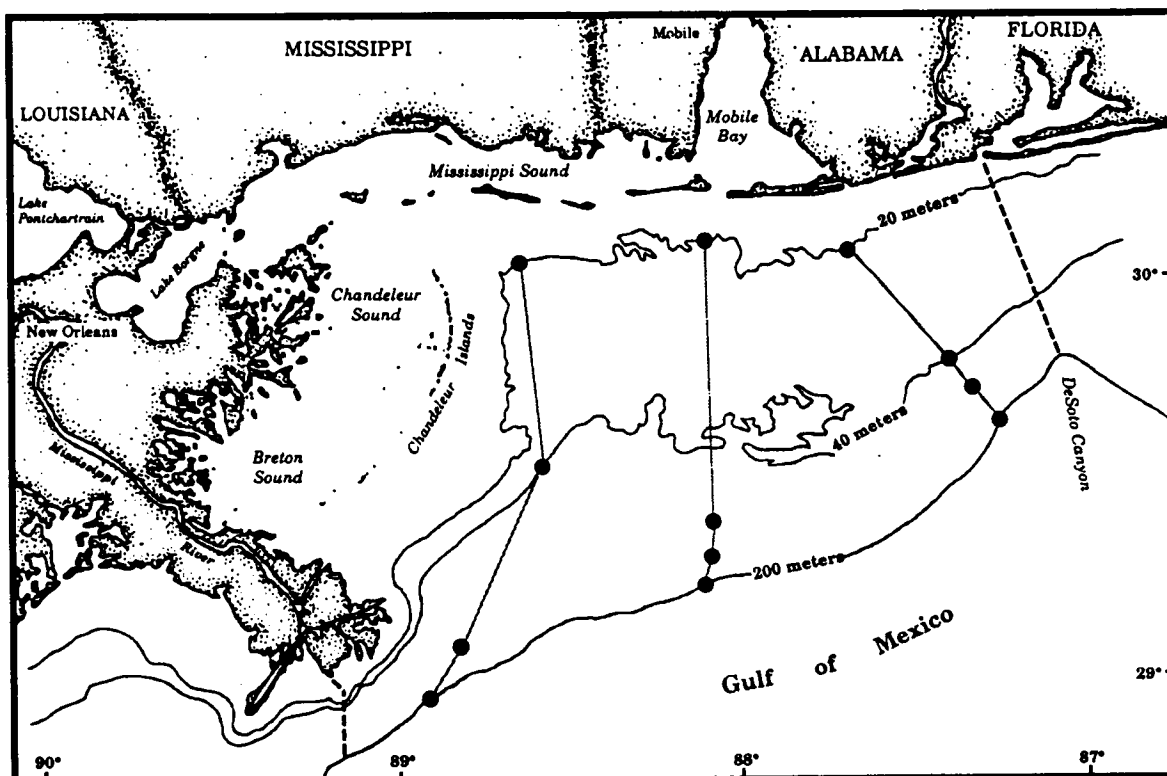 MISSISSIPPI
Mobile
ALABAMA
FLORIDA
LOUISIANA
Mobile
Bay
Mississippi Sound
Lake
Pontchartrain
20 meters
Lake Borgne
30°
Chandeleur
Sound
New Orleans
Chandeleur Islands
DeSoto Canyon
40 meters
Breton
Sound
Mississippi River
200 meters
Gulf of Mexico
29°
90°
89°
88°
87°